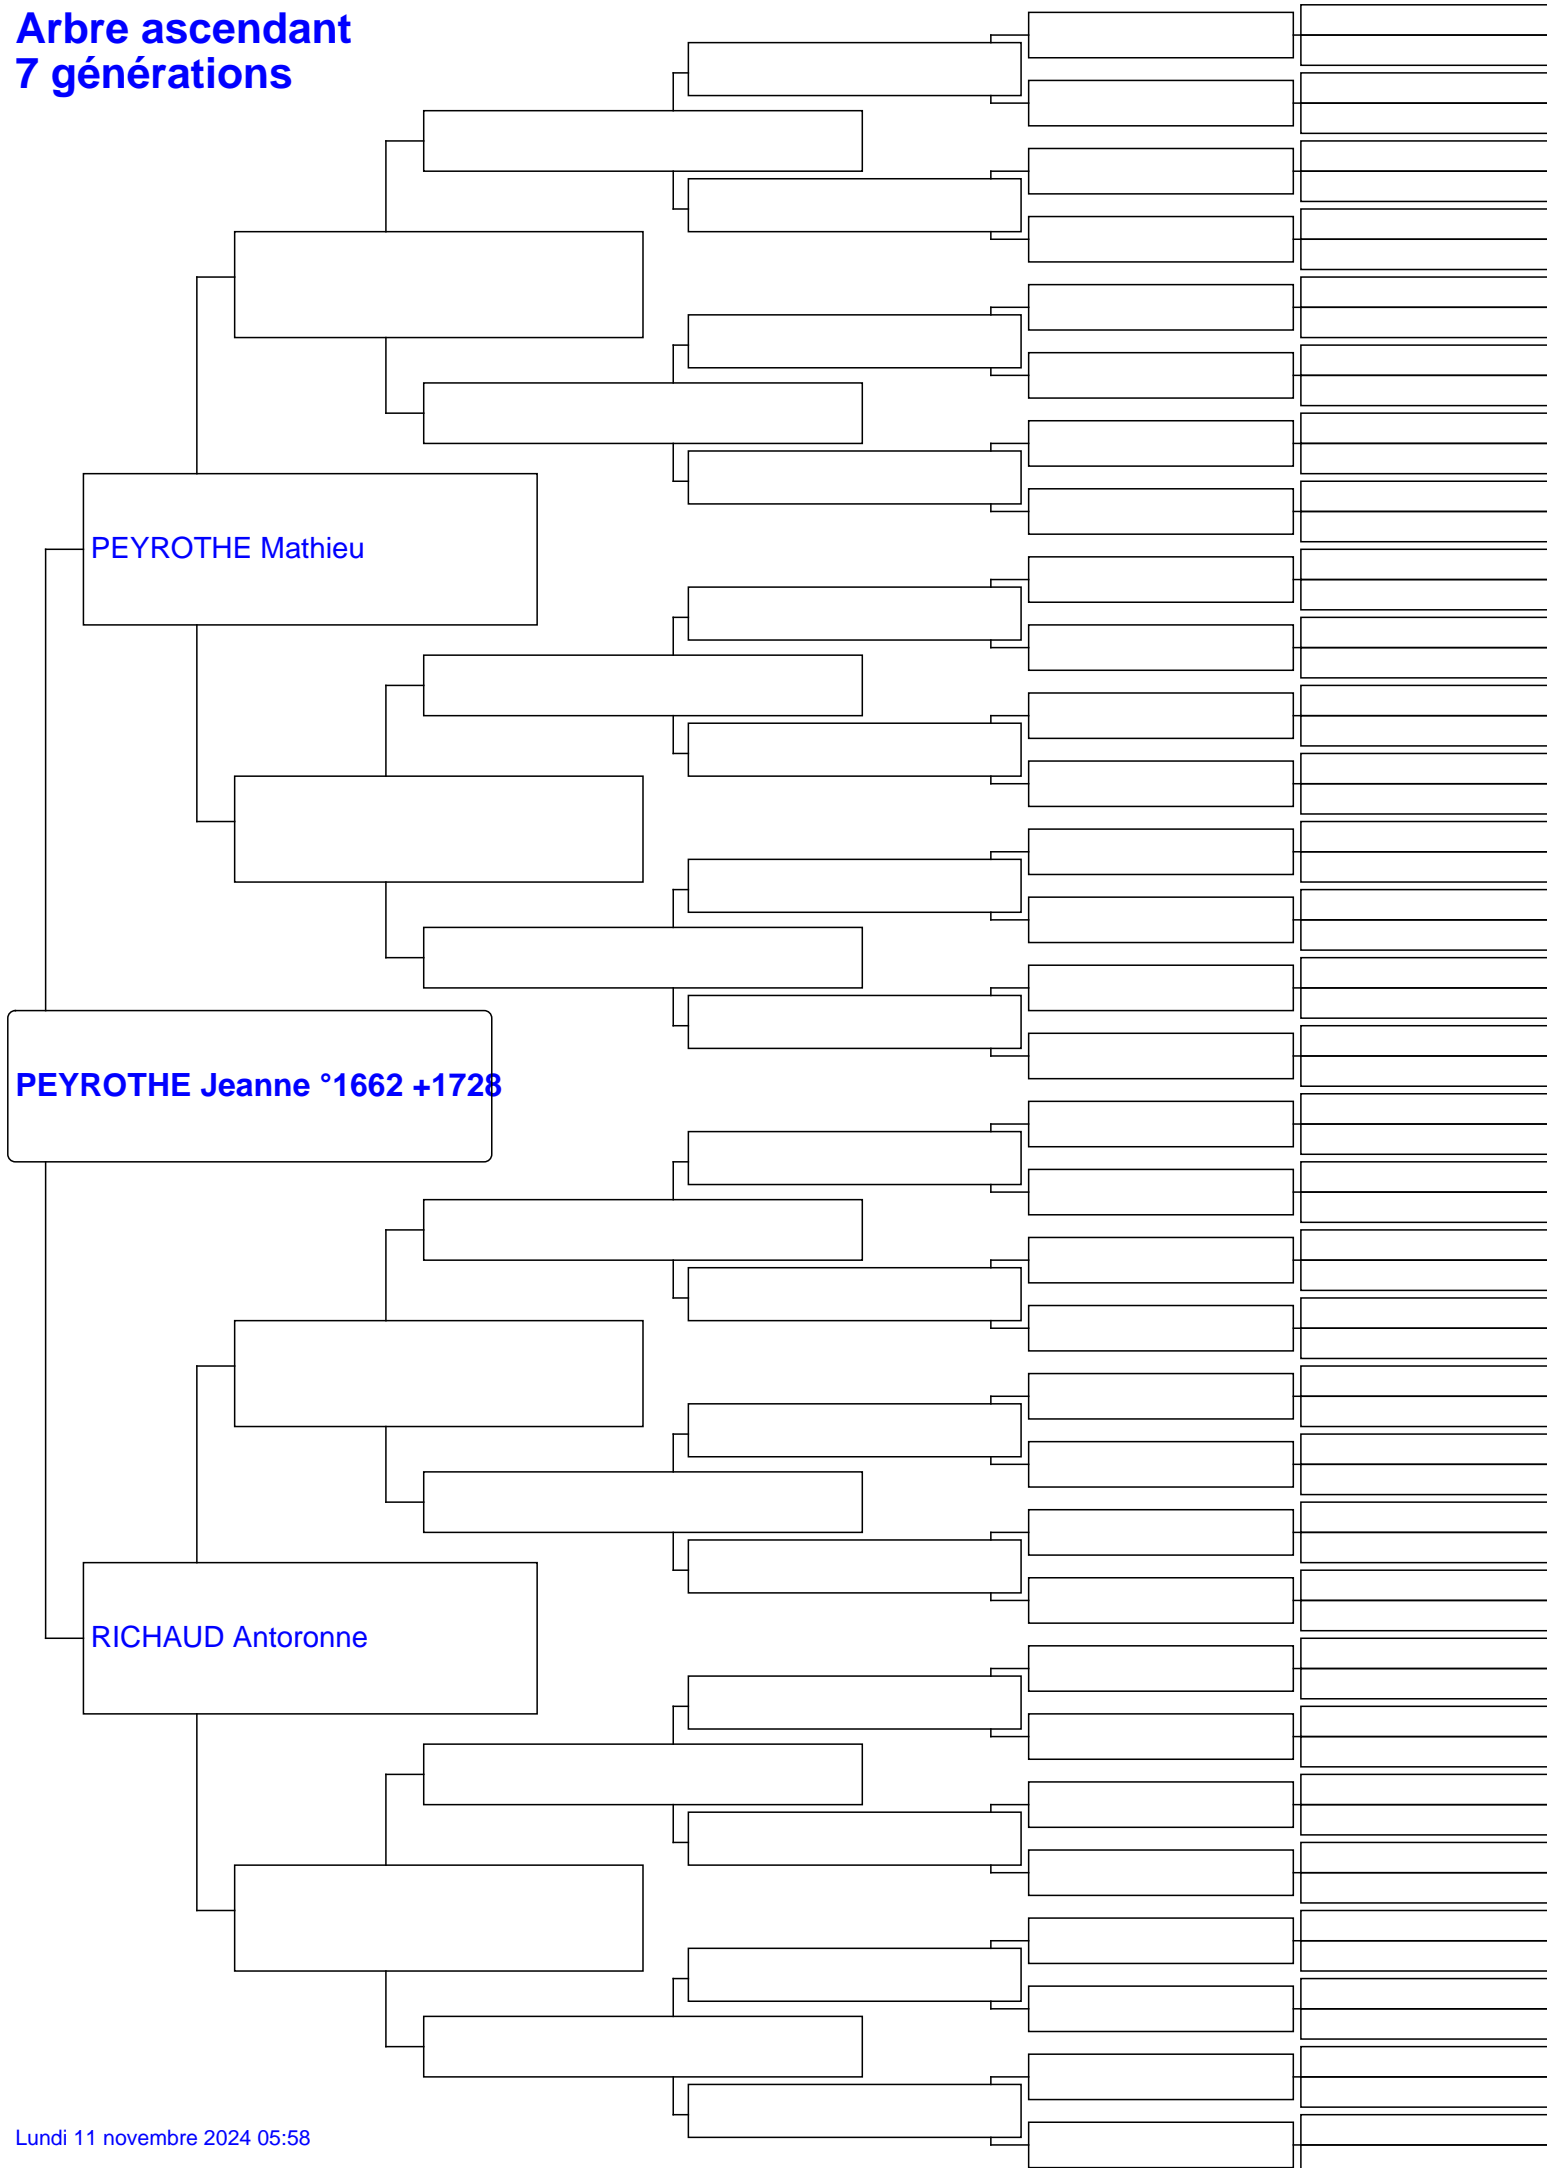 Arbre ascendant
7 générations
PEYROTHE Mathieu
PEYROTHE Jeanne °1662 +1728
RICHAUD Antoronne
Lundi 11 novembre 2024 05:58